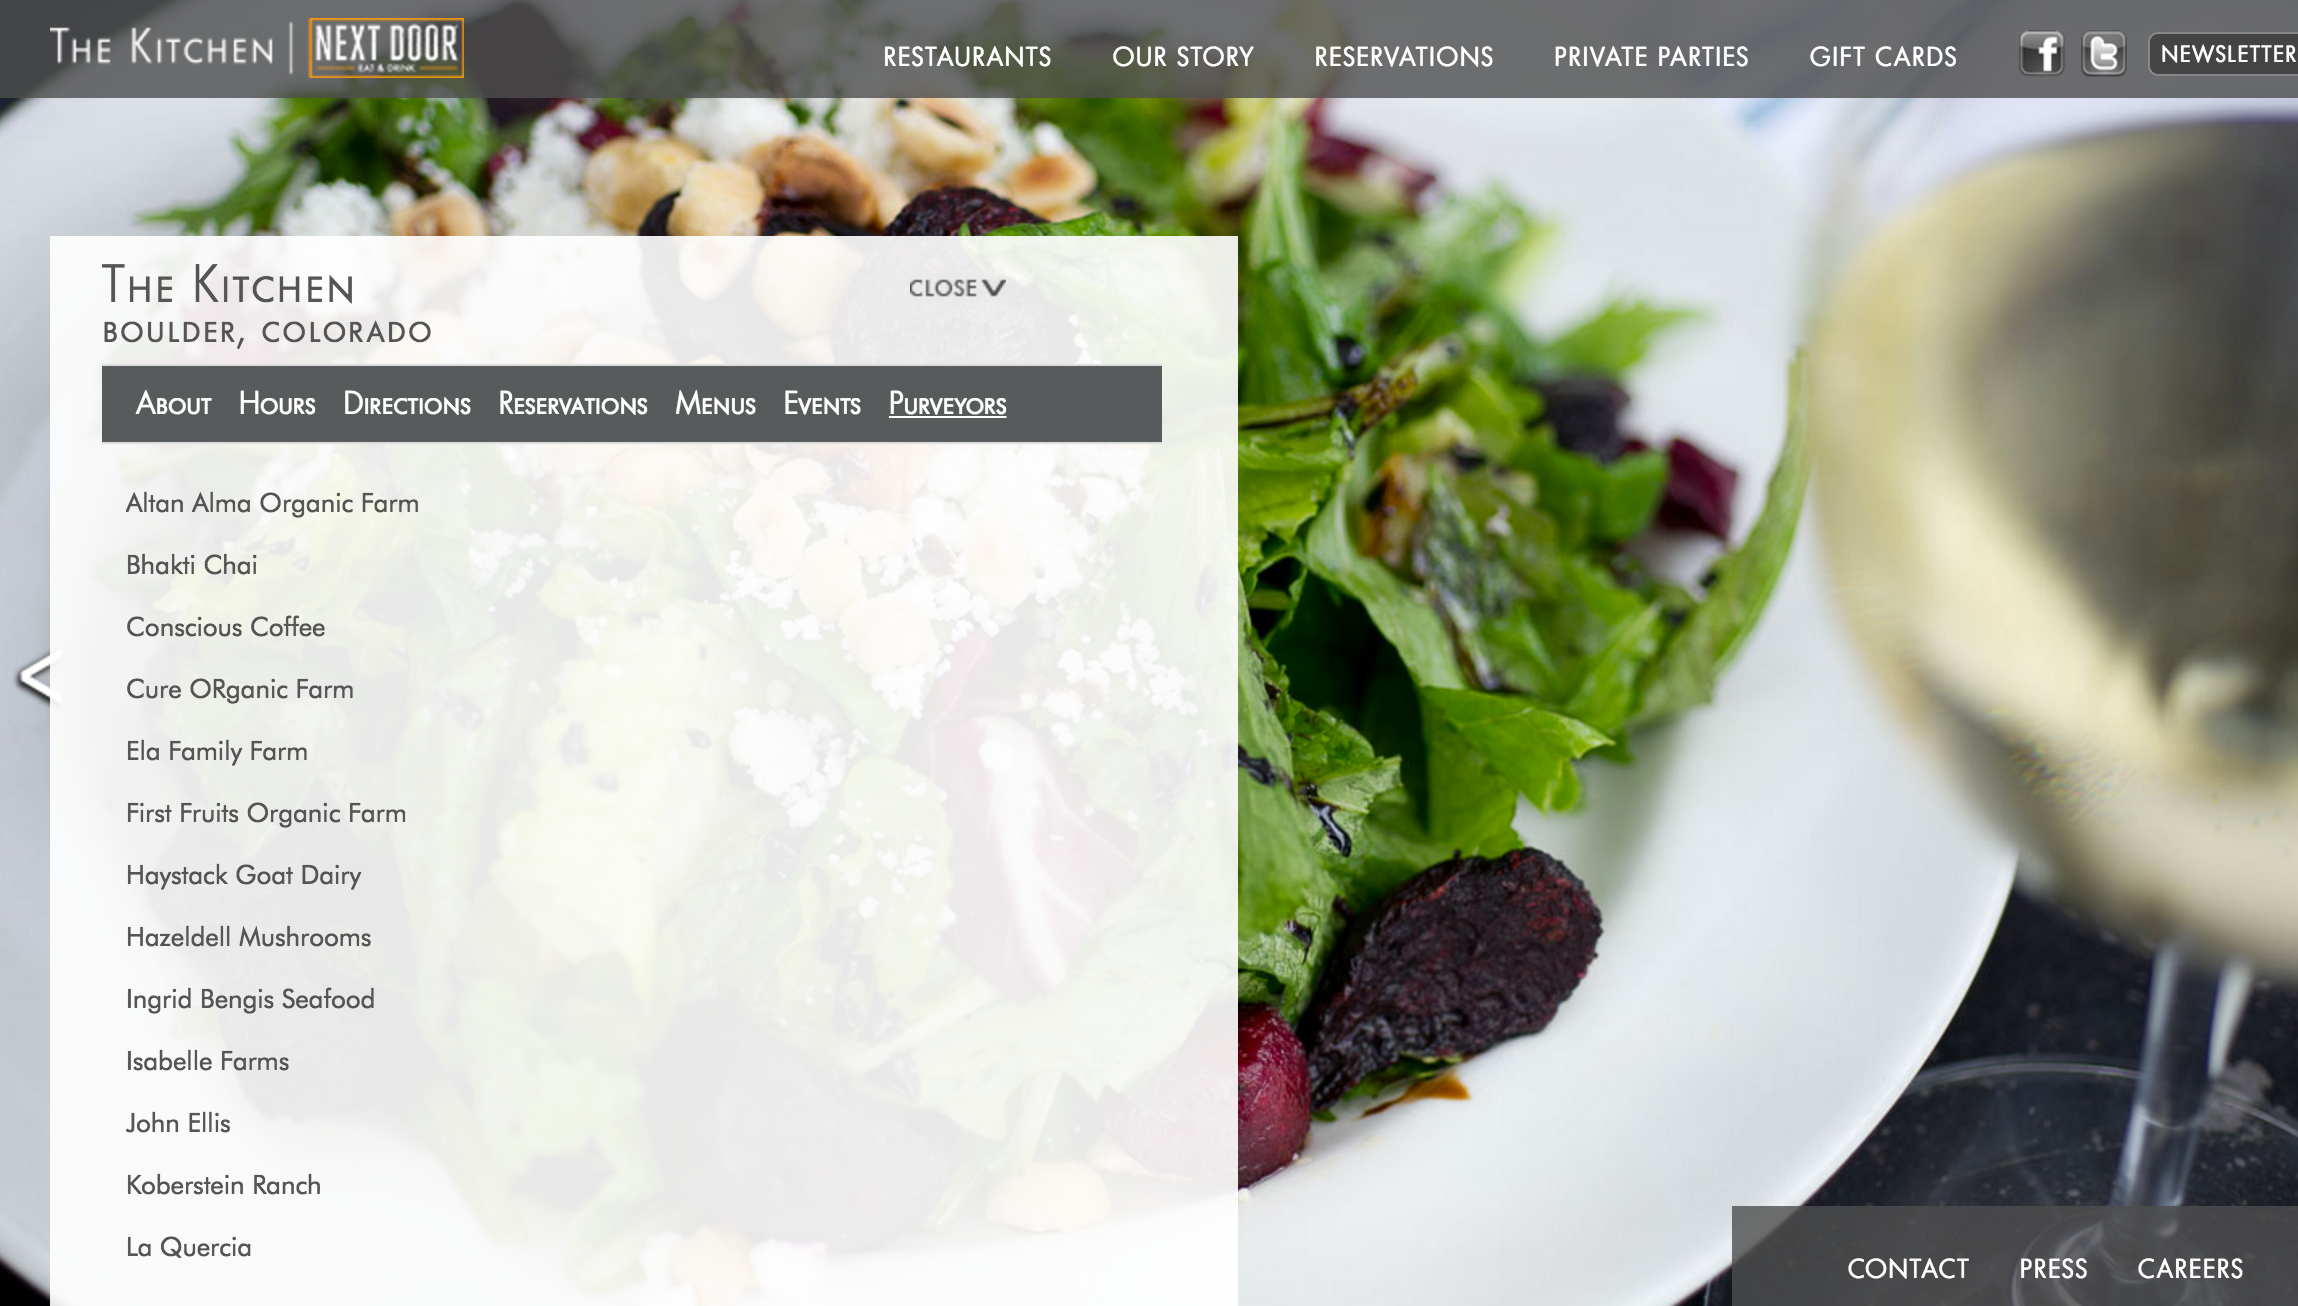 THE KITCHEN | NEXT DOOR
EAT & DRINK
RESTAURANTS OUR STORY RESERVATIONS PRIVATE PARTIES GIFT CARDS f t NEWSLETTER
THE KITCHEN
CLOSE
BOULDER, COLORADO
ABOUT HOURS DIRECTIONS RESERVATIONS MENUS EVENTS PURVEYORS
Altan Alma Organic Farm
Bhakti Chai
Conscious Coffee
Cure ORganic Farm
Ela Family Farm
First Fruits Organic Farm
Haystack Goat Dairy
Hazeldell Mushrooms
Ingrid Bengis Seafood
Isabelle Farms
John Ellis
Koberstein Ranch
La Quercia
CONTACT PRESS CAREERS